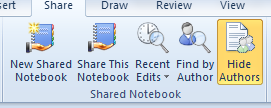 sert Share Draw Review View
New Shared Share This Recent Find by Hide
Notebook Notebook Edits Author Authors
Shared Notebook